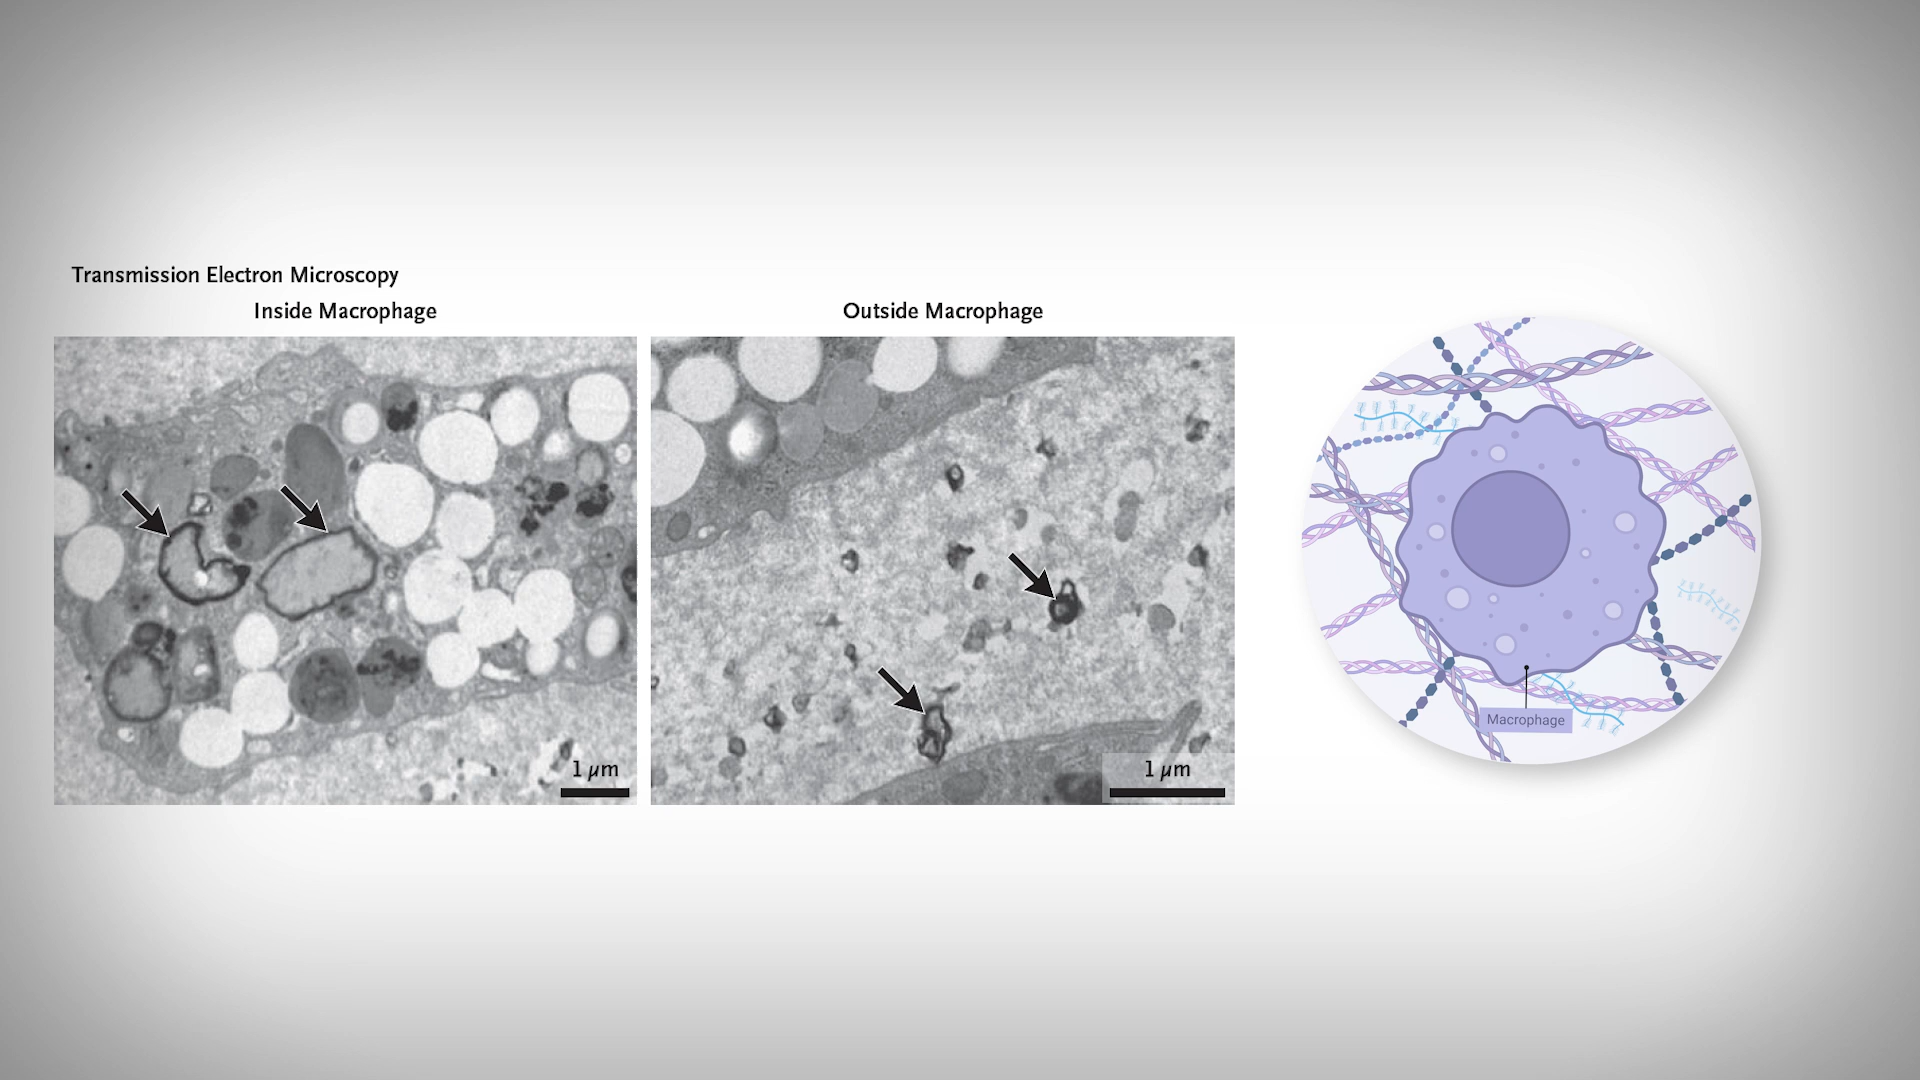 Transmission Electron Microscopy
Inside Macrophage
Outside Macrophage
1 µm
1 µm
Macrophage